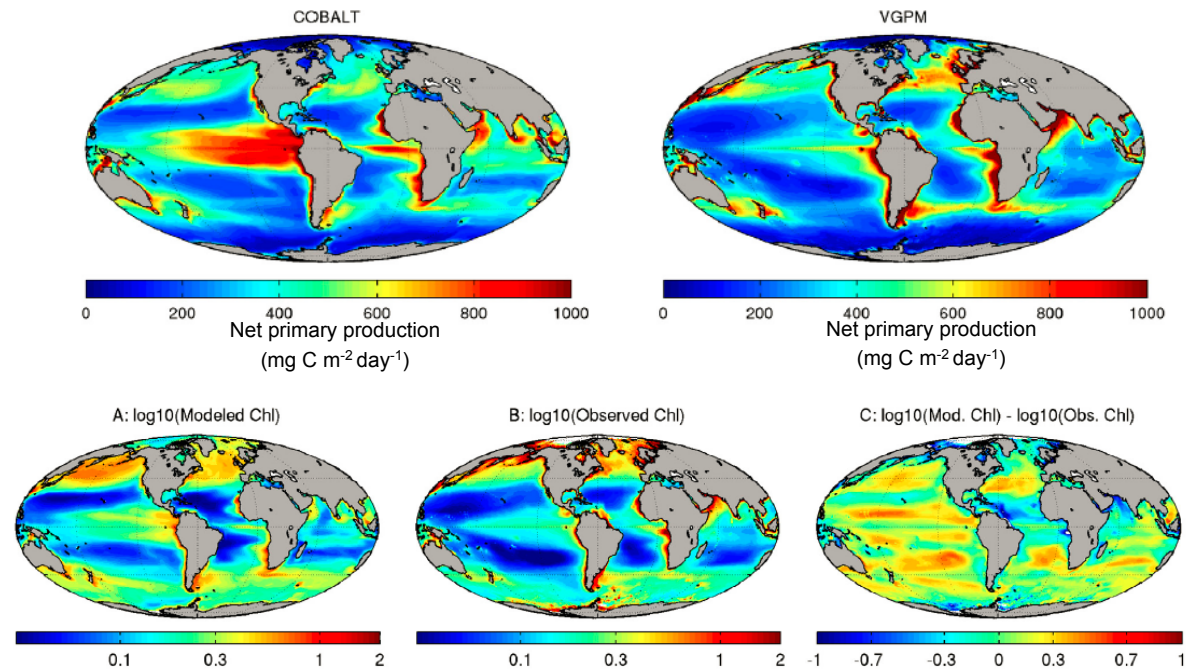 COBALT
VGPM
0 200 400 600 800 1000
0 200 400 600 800 1000
Net primary production
(mg C m-2 day-1)
Net primary production
(mg C m-2 day-1)
A: log10(Modeled Chl)
B: log10(Observed Chl)
C: log10(Mod. Chl) - log10(Obs. Chl)
0.1 0.3 1 2
0.1 0.3 1 2
-1 -0.7 -0.3 0 0.3 0.7 1